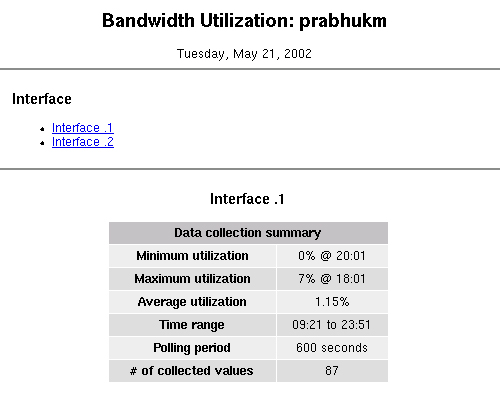 Bandwidth Utilization: prabhukm
Tuesday, May 21, 2002
Interface
• Interface .1
• Interface .2
Interface .1
Data collection summary
Minimum utilization 0% @ 20:01
Maximum utilization 7% @ 18:01
Average utilization 1.15%
Time range 09:21 to 23:51
Polling period 600 seconds
# of collected values 87